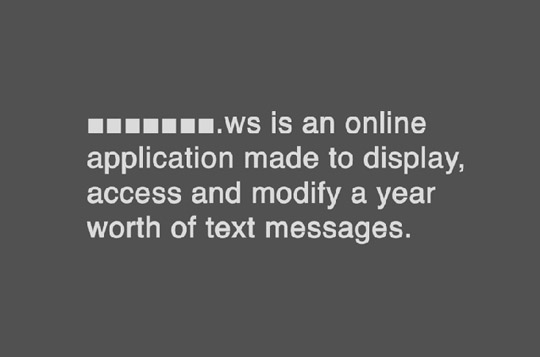 ■■■■■■■.ws is an online
application made to display,
access and modify a year
worth of text messages.